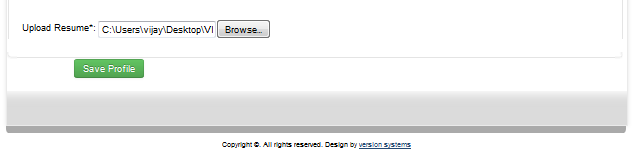 Upload Resume*: C:\Users\vijay\Desktop\VI Browse..
Save Profile
Copyright ©. All rights reserved. Design by version systems